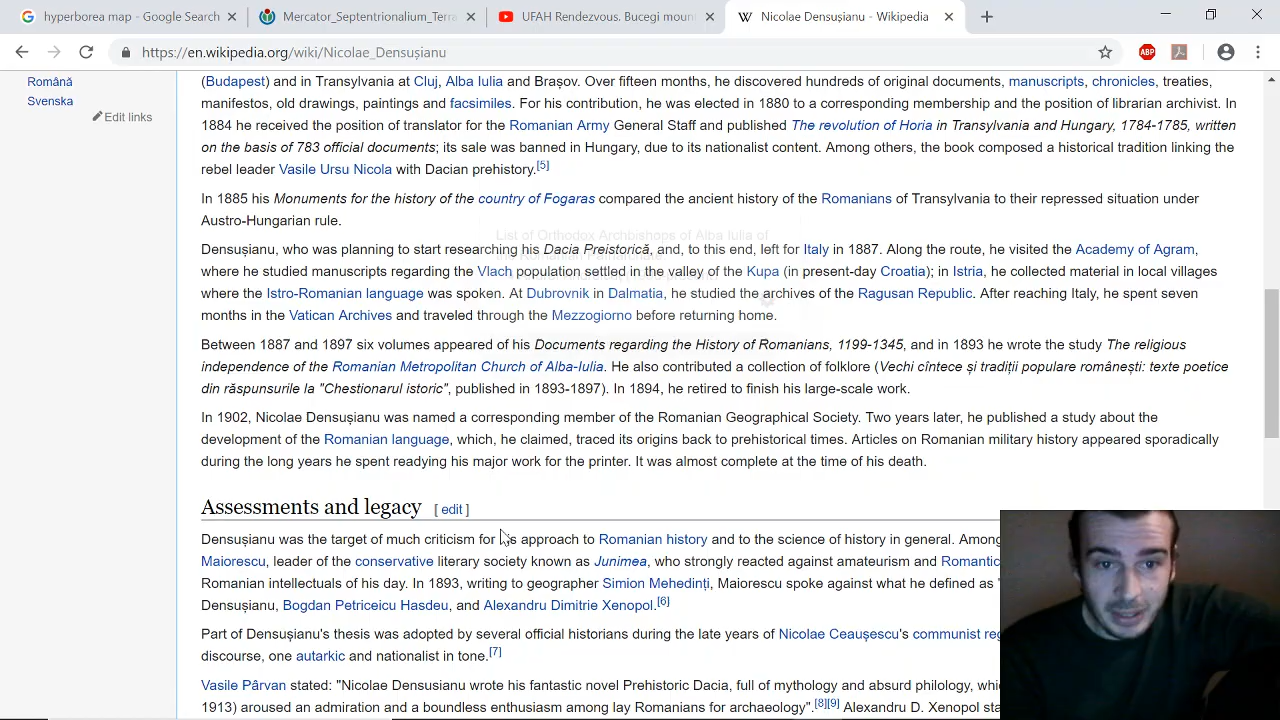 hyperborea map - Google Search
Mercator_Septentrionalium_Terra
UFAH Rendezvous. Bucegi moun
Nicolae Densușianu - Wikipedia
https://en.wikipedia.org/wiki/Nicolae_Densușianu
ABP
Română
Svenska
Edit links
(Budapest) and in Transylvania at Cluj, Alba Iulia and Brașov. Over fifteen months, he discovered hundreds of original documents, manuscripts, chronicles, treaties,
manifestos, old drawings, paintings and facsimiles. For his contribution, he was elected in 1880 to a corresponding membership and the position of librarian archivist. In
1884 he received the position of translator for the Romanian Army General Staff and published The revolution of Horia in Transylvania and Hungary, 1784-1785, written
on the basis of 783 official documents; its sale was banned in Hungary, due to its nationalist content. Among others, the book composed a historical tradition linking the
rebel leader Vasile Ursu Nicola with Dacian prehistory.[5]
In 1885 his Monuments for the history of the country of Fogaras compared the ancient history of the Romanians of Transylvania to their repressed situation under
Austro-Hungarian rule.
List of Orthodox Archbishops of Alba Iulia of
Densușianu, who was planning to start researching his Dacia Preistorică, and, to this end, left for Italy in 1887. Along the route, he visited the Academy of Agram,
where he studied manuscripts regarding the Vlach population settled in the valley of the Kupa (in present-day Croatia); in Istria, he collected material in local villages
where the Istro-Romanian language was spoken. At Dubrovnik in Dalmatia, he studied the archives of the Ragusan Republic. After reaching Italy, he spent seven
months in the Vatican Archives and traveled through the Mezzogiorno before returning home.
Between 1887 and 1897 six volumes appeared of his Documents regarding the History of Romanians, 1199-1345, and in 1893 he wrote the study The religious
independence of the Romanian Metropolitan Church of Alba-Iulia. He also contributed a collection of folklore (Vechi cîntece și tradiții populare românești: texte poetice
din răspunsurile la "Chestionarul istoric", published in 1893-1897). In 1894, he retired to finish his large-scale work.
In 1902, Nicolae Densușianu was named a corresponding member of the Romanian Geographical Society. Two years later, he published a study about the
development of the Romanian language, which, he claimed, traced its origins back to prehistorical times. Articles on Romanian military history appeared sporadically
during the long years he spent readying his major work for the printer. It was almost complete at the time of his death.
Assessments and legacy [ edit ]
Densușianu was the target of much criticism for his approach to Romanian history and to the science of history in general. Among
Maiorescu, leader of the conservative literary society known as Junimea, who strongly reacted against amateurism and Romantic
Romanian intellectuals of his day. In 1893, writing to geographer Simion Mehedinți, Maiorescu spoke against what he defined as "
Densușianu, Bogdan Petriceicu Hasdeu, and Alexandru Dimitrie Xenopol.[6]
Part of Densușianu's thesis was adopted by several official historians during the late years of Nicolae Ceaușescu's communist reg
discourse, one autarkic and nationalist in tone.[7]
Vasile Pârvan stated: "Nicolae Densusianu wrote his fantastic novel Prehistoric Dacia, full of mythology and absurd philology, whic
1913) aroused an admiration and a boundless enthusiasm among lay Romanians for archaeology".[8][9] Alexandru D. Xenopol sta